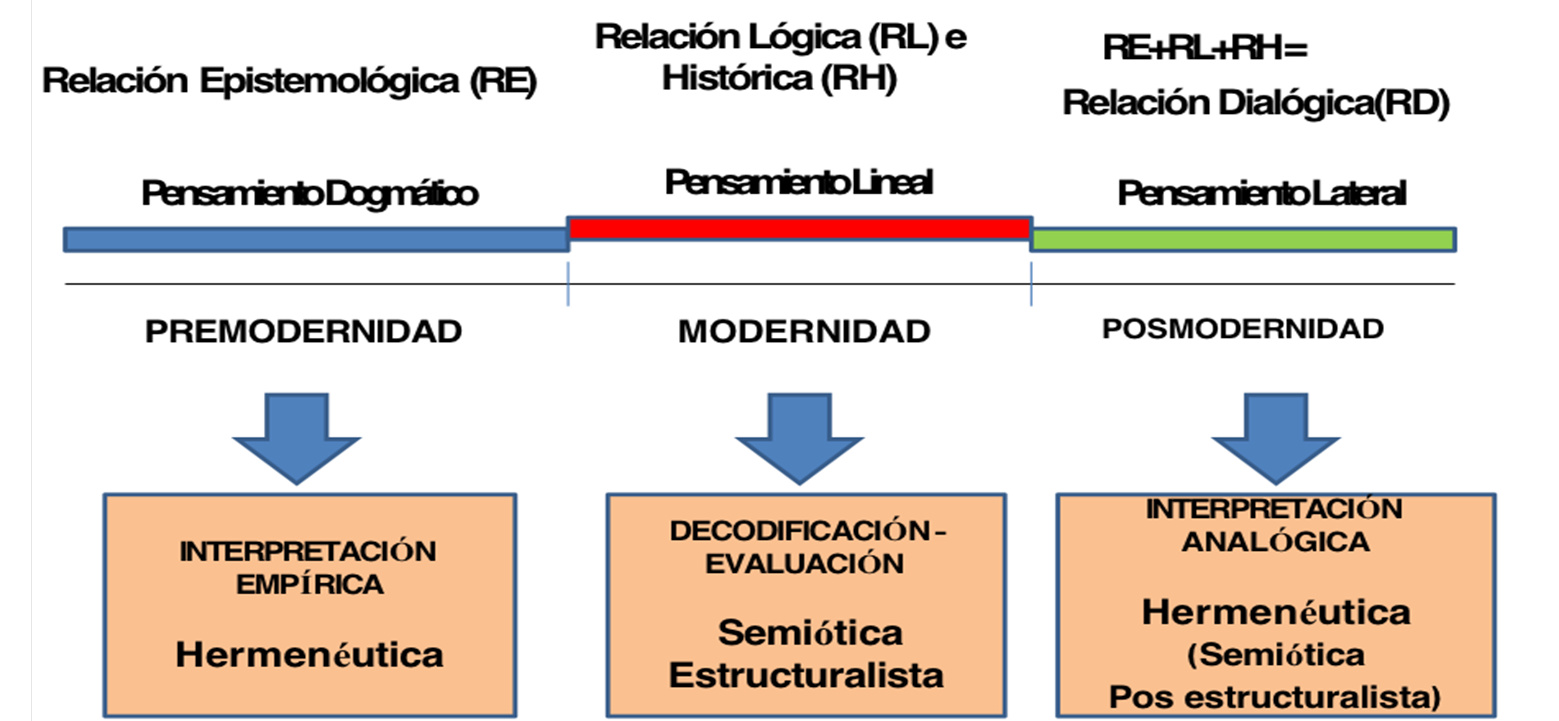 Relación Epistemológica (RE)
Relación Lógica (RL) e
Histórica (RH)
RE+RL+RH=
Relación Dialógica(RD)
Pensamiento Dogmático
Pensamiento Lineal
Pensamiento Lateral
PREMODERNIDAD
MODERNIDAD
POSMODERNIDAD
INTERPRETACIÓN
EMPÍRICA
Hermenéutica
DECODIFICACIÓN-
EVALUACIÓN
Semiótica
Estructuralista
INTERPRETACIÓN
ANALÓGICA
Hermenéutica
(Semiótica
Pos estructuralista)